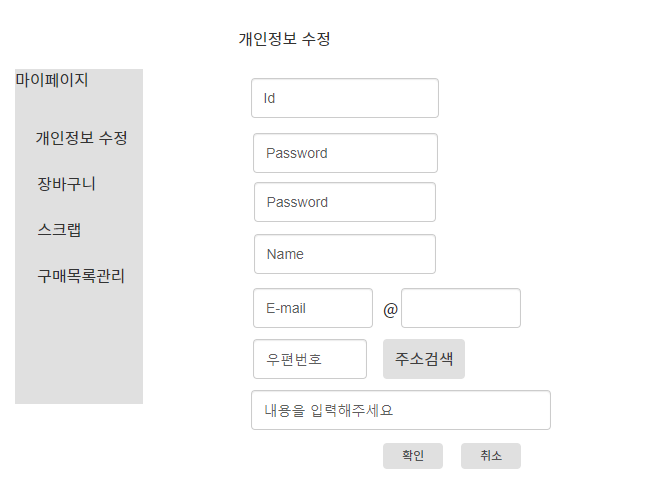 개인정보 수정
마이페이지
개인정보 수정
장바구니
스크랩
구매목록관리
Id
Password
Password
Name
E-mail @
우편번호 주소검색
내용을 입력해주세요
확인 취소